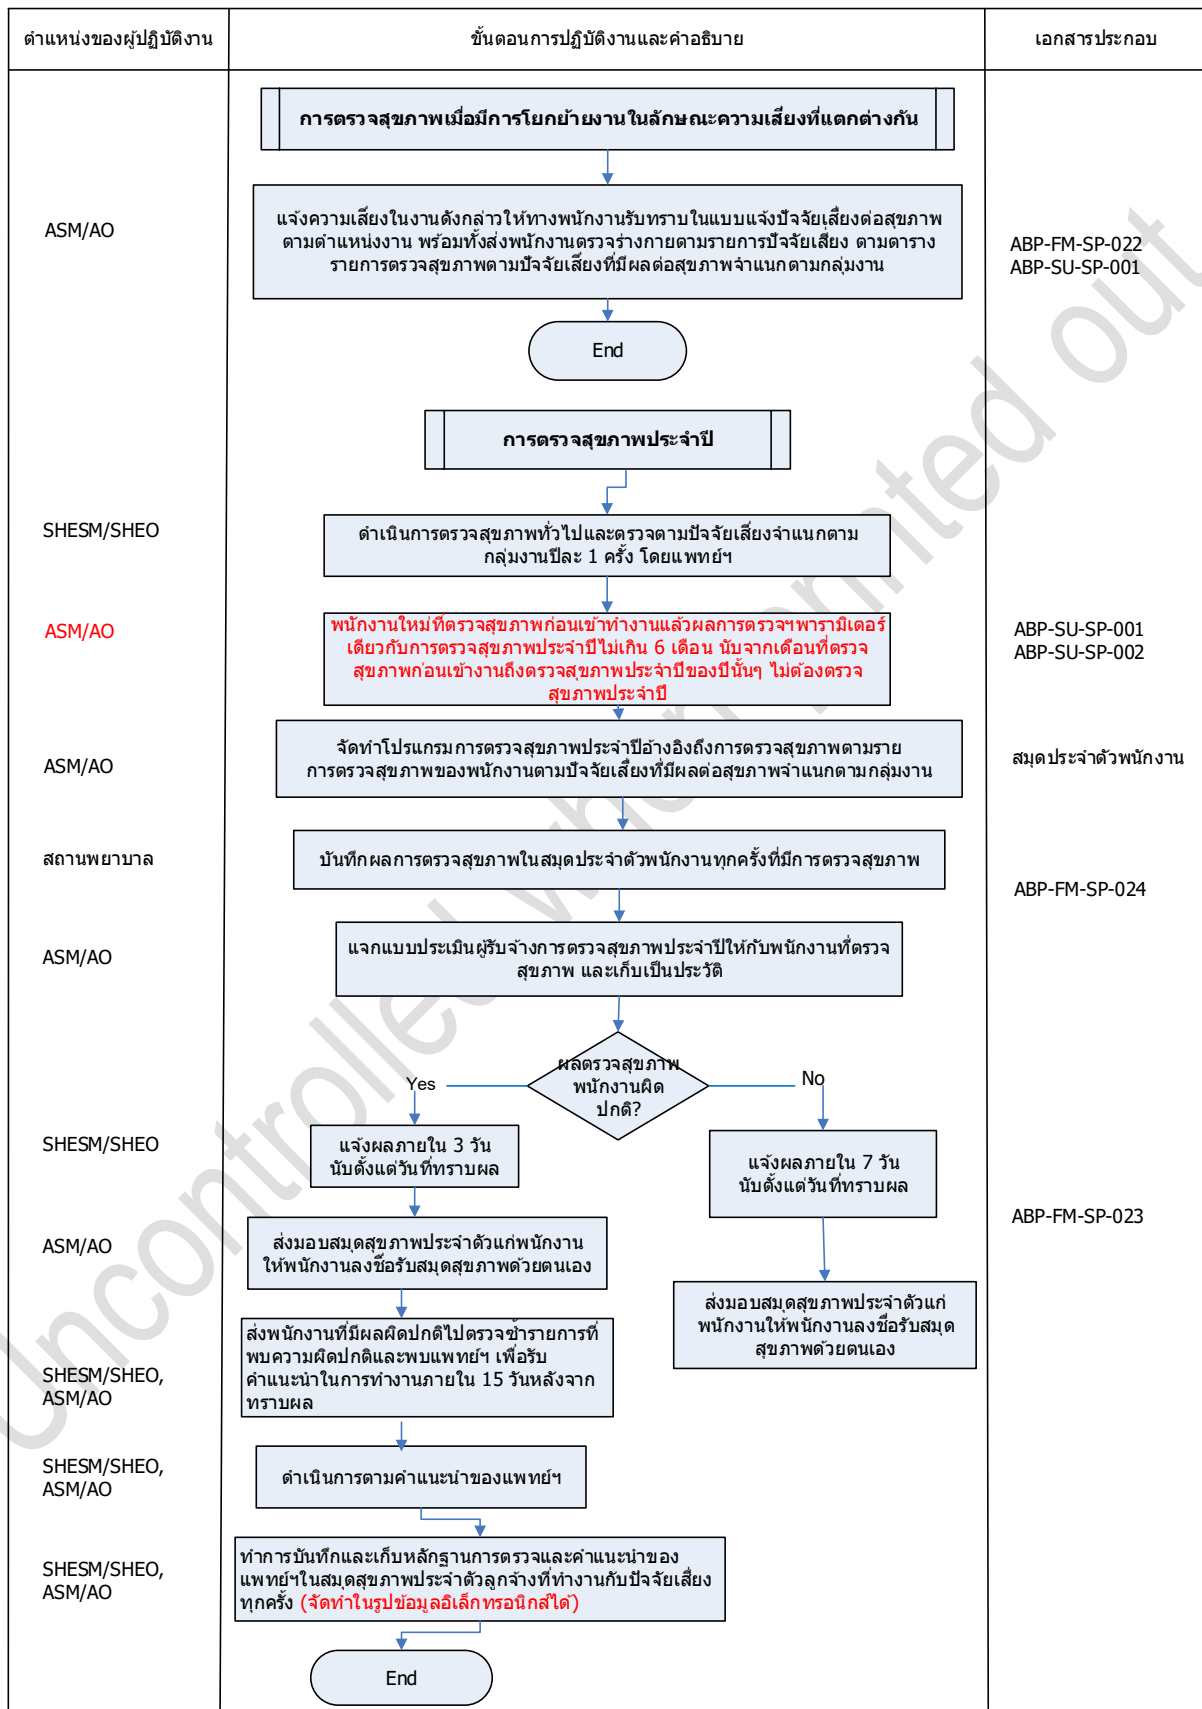 ตำแหน่งของผู้ปฏิบัติงาน
ขั้นตอนการปฏิบัติงานและคำอธิบาย
เอกสารประกอบ
การตรวจสุขภาพเมื่อมีการโยกย้ายงานในลักษณะความเสี่ยงที่แตกต่างกัน
ASM/AO
แจ้งความเสี่ยงในงานดังกล่าวให้ทางพนักงานรับทราบในแบบแจ้งปัจจัยเสี่ยงต่อสุขภาพ
ตามตำแหน่งงาน พร้อมทั้งส่งพนักงานตรวจร่างกายตามรายการปัจจัยเสี่ยง ตามตาราง
รายการตรวจสุขภาพตามปัจจัยเสี่ยงที่มีผลต่อสุขภาพจำแนกตามกลุ่มงาน
ABP-FM-SP-022
ABP-SU-SP-001
End
การตรวจสุขภาพประจำปี
SHESM/SHEO
ดำเนินการตรวจสุขภาพทั่วไปและตรวจตามปัจจัยเสี่ยงจำแนกตาม
กลุ่มงานปีละ 1 ครั้ง โดยแพทย์ฯ
ASM/AO
พนักงานใหม่ที่ตรวจสุขภาพก่อนเข้าทำงานแล้วผลการตรวจฯพารามิเตอร์
เดียวกับการตรวจสุขภาพประจำปีไม่เกิน 6 เดือน นับจากเดือนที่ตรวจ
สุขภาพก่อนเข้างานถึงตรวจสุขภาพประจำปีของปีนั้นๆ ไม่ต้องตรวจ
สุขภาพประจำปี
ABP-SU-SP-001
ABP-SU-SP-002
ASM/AO
จัดทำโปรแกรมการตรวจสุขภาพประจำปีอ้างอิงถึงการตรวจสุขภาพตามราย
การตรวจสุขภาพของพนักงานตามปัจจัยเสี่ยงที่มีผลต่อสุขภาพจำแนกตามกลุ่มงาน
สมุดประจำตัวพนักงาน
สถานพยาบาล
บันทึกผลการตรวจสุขภาพในสมุดประจำตัวพนักงานทุกครั้งที่มีการตรวจสุขภาพ
ABP-FM-SP-024
ASM/AO
แจกแบบประเมินผู้รับจ้างการตรวจสุขภาพประจำปีให้กับพนักงานที่ตรวจ
สุขภาพ และเก็บเป็นประวัติ
ผลตรวจสุขภาพ
พนักงานผิด
ปกติ?
Yes
No
SHESM/SHEO
แจ้งผลภายใน 3 วัน
นับตั้งแต่วันที่ทราบผล
แจ้งผลภายใน 7 วัน
นับตั้งแต่วันที่ทราบผล
ABP-FM-SP-023
ASM/AO
ส่งมอบสมุดสุขภาพประจำตัวแก่พนักงาน
ให้พนักงานลงชื่อรับสมุดสุขภาพด้วยตนเอง
ส่งมอบสมุดสุขภาพประจำตัวแก่
พนักงานให้พนักงานลงชื่อรับสมุด
สุขภาพด้วยตนเอง
SHESM/SHEO,
ASM/AO
ส่งพนักงานที่มีผลผิดปกติไปตรวจซ้ำรายการที่
พบความผิดปกติและพบแพทย์ฯ เพื่อรับ
คำแนะนำในการทำงานภายใน 15 วันหลังจาก
ทราบผล
SHESM/SHEO,
ASM/AO
ดำเนินการตามคำแนะนำของแพทย์ฯ
SHESM/SHEO,
ASM/AO
ทำการบันทึกและเก็บหลักฐานการตรวจและคำแนะนำของ
แพทย์ฯในสมุดสุขภาพประจำตัวลูกจ้างที่ทำงานกับปัจจัยเสี่ยง
ทุกครั้ง (จัดทำในรูปข้อมูลอิเล็กทรอนิกส์ได้)
End
Uncontrolled when printed out